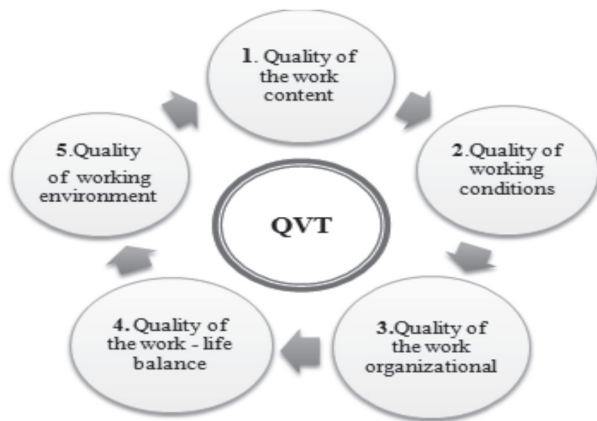 1. Quality of
the work
content
2.Quality of
working
conditions
3.Quality of
the work
organizational
4.Quality of
the work - life
balance
5.Quality
of working
environment
QVT